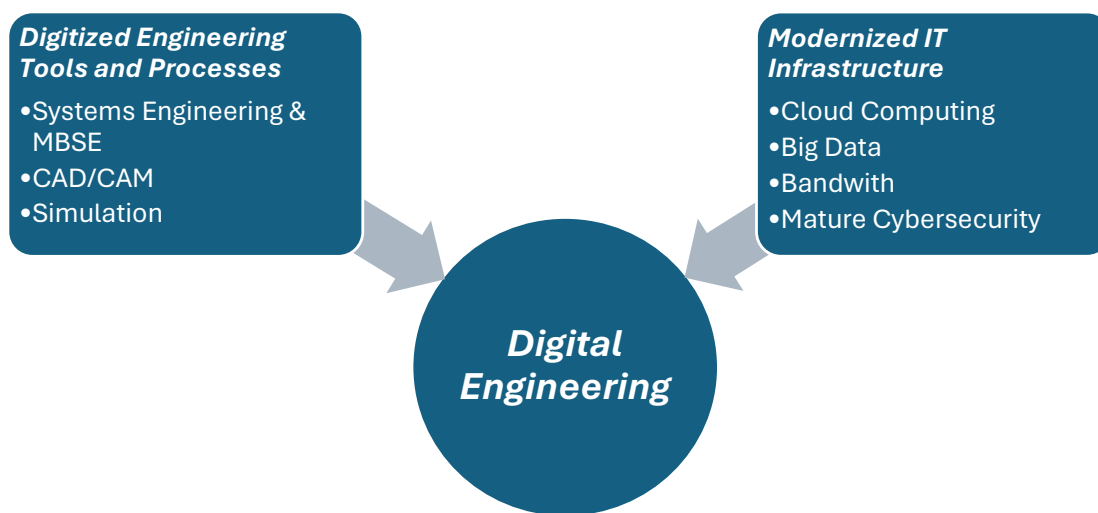 Digitized Engineering
Tools and Processes
•Systems Engineering &
MBSE
•CAD/CAM
•Simulation
Modernized IT
Infrastructure
•Cloud Computing
•Big Data
•Bandwith
•Mature Cybersecurity
Digital
Engineering